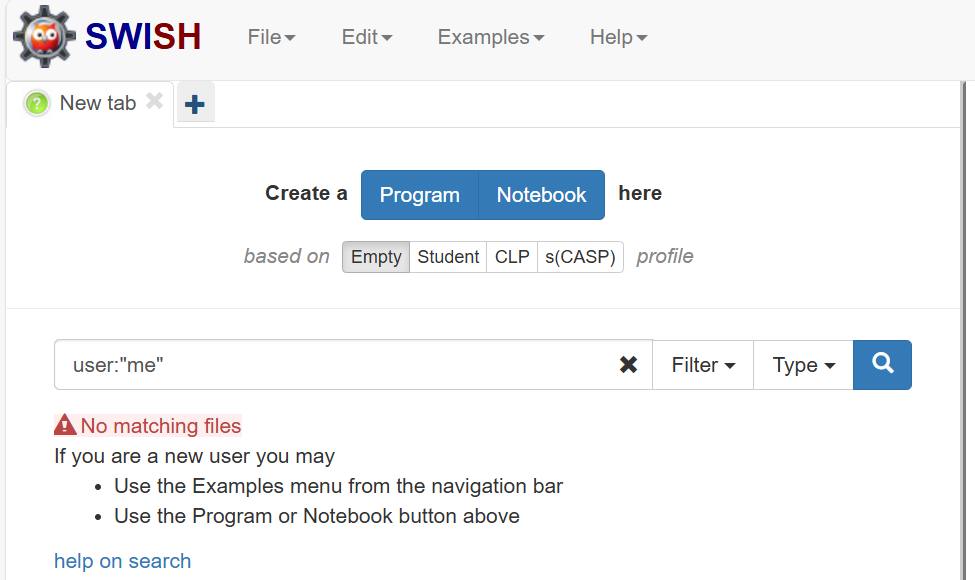 SWISH File Edit Examples Help
? New tab
Create a Program Notebook here
based on Empty Student CLP s(CASP) profile
user:"me" Filter Type
No matching files
If you are a new user you may
• Use the Examples menu from the navigation bar
• Use the Program or Notebook button above
help on search